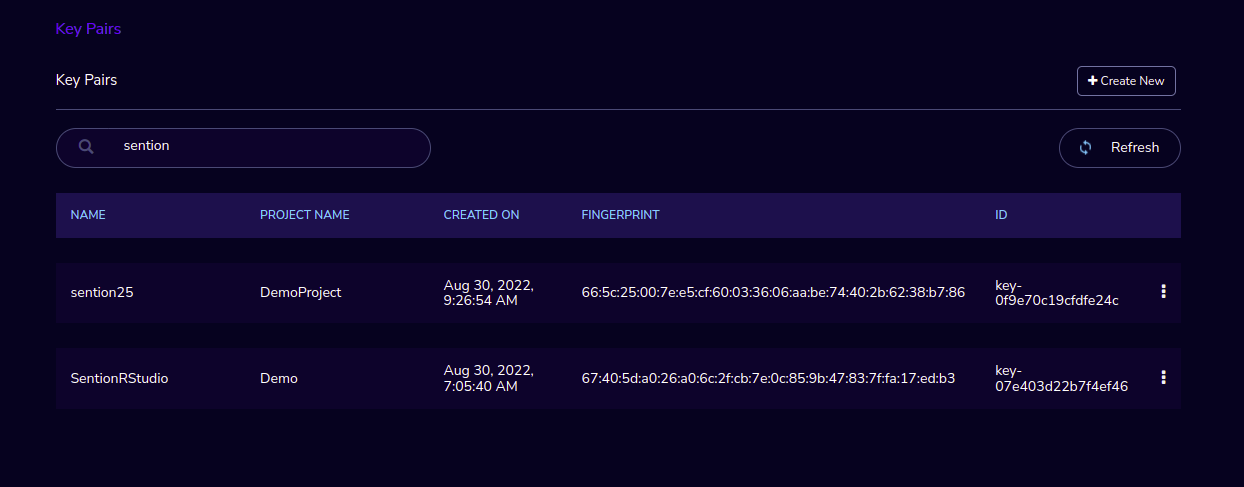 Key Pairs
Key Pairs
Create New
sention
Refresh
NAME PROJECT NAME CREATED ON FINGERPRINT ID
sention25 DemoProject Aug 30, 2022, 66:5c:25:00:7e:e5:cf:60:03:36:06:aa:be:74:40:2b:62:38:b7:86 key-
9:26:54 AM 0f9e70c19cfdfe24c
SentionRStudio Demo Aug 30, 2022, 67:40:5d:a0:26:a0:6c:2f:cb:7e:0c:85:9b:47:83:7f:fa:17:ed:b3 key-
7:05:40 AM 07e403d22b7f4ef46